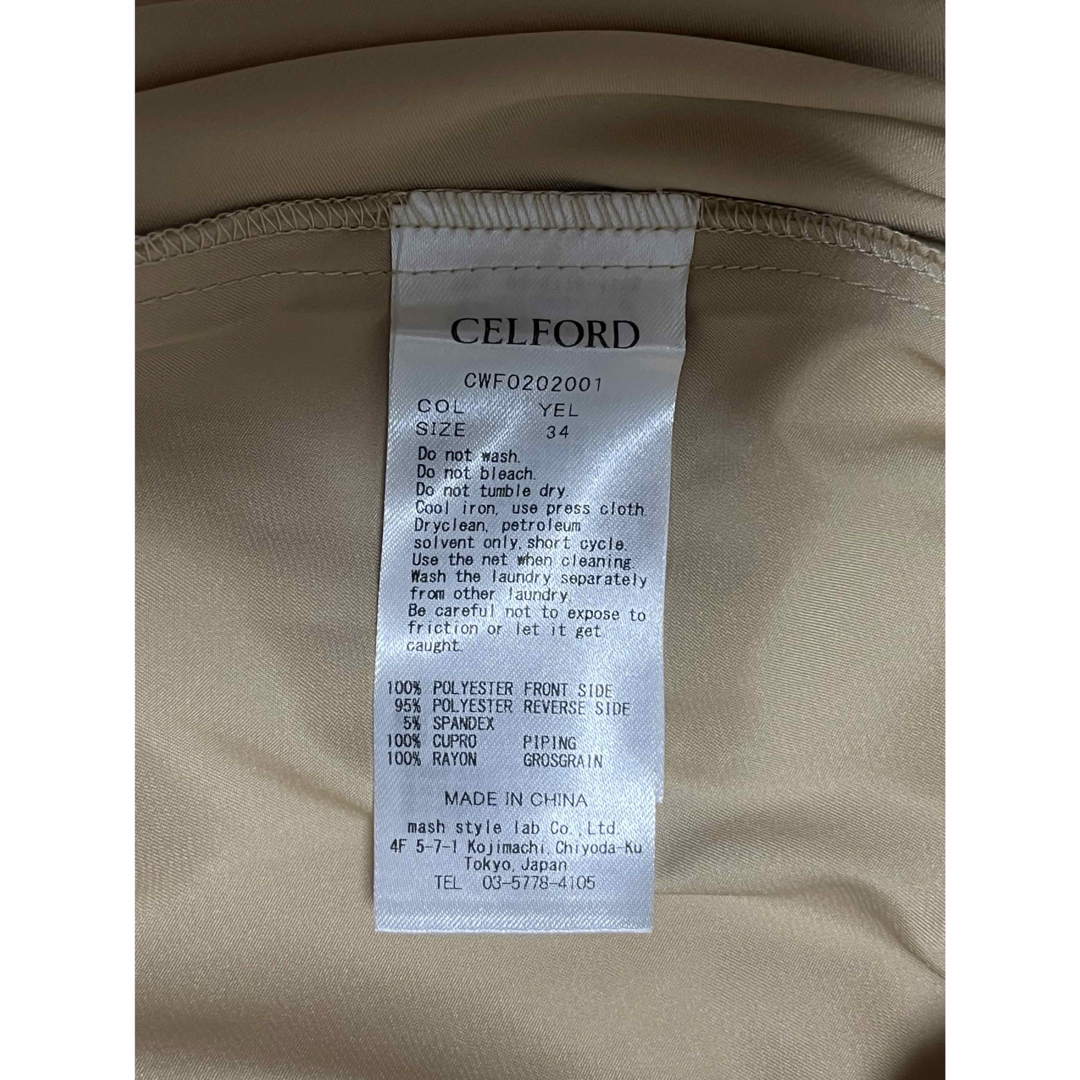 CELFORD
CWF0202001
COL YEL
SIZE 34
Do not wash.
Do not bleach.
Do not tumble dry.
Cool iron, use press cloth.
Dryclean, petroleum
solvent only, short cycle.
Use the net when cleaning.
Wash the laundry separately
from other laundry.
Be careful not to expose to
friction or let it get
caught.
100% POLYESTER FRONT SIDE
95% POLYESTER REVERSE SIDE
5% SPANDEX
100% CUPRO PIPING
100% RAYON GROSGRAIN
MADE IN CHINA
mash style lab Co., Ltd.
4F 5-7-1 Kojimachi, Chiyoda-Ku
Tokyo, Japan
TEL 03-5778-4105